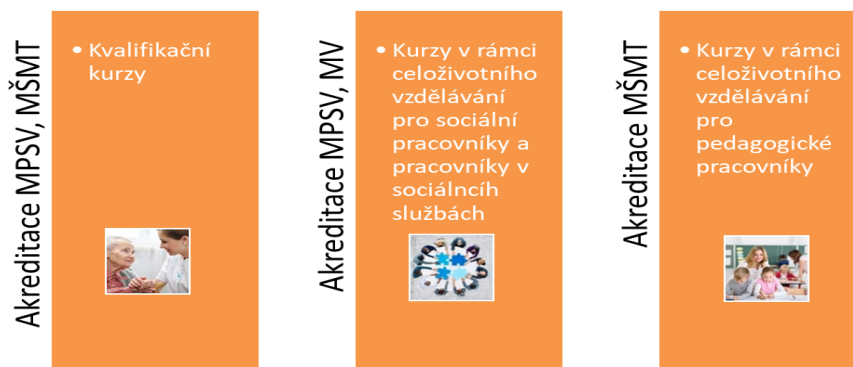 Akreditace MPSV, MŠMT
• Kvalifikační
kurzy
Akreditace MPSV, MV
• Kurzy v rámci
celoživotního
vzdělávání
pro sociální
pracovníky a
pracovníky v
sociálncíh
službách
Akreditace MŠMT
• Kurzy v rámci
celoživotního
vzdělávání
pro
pedagogické
pracovníky